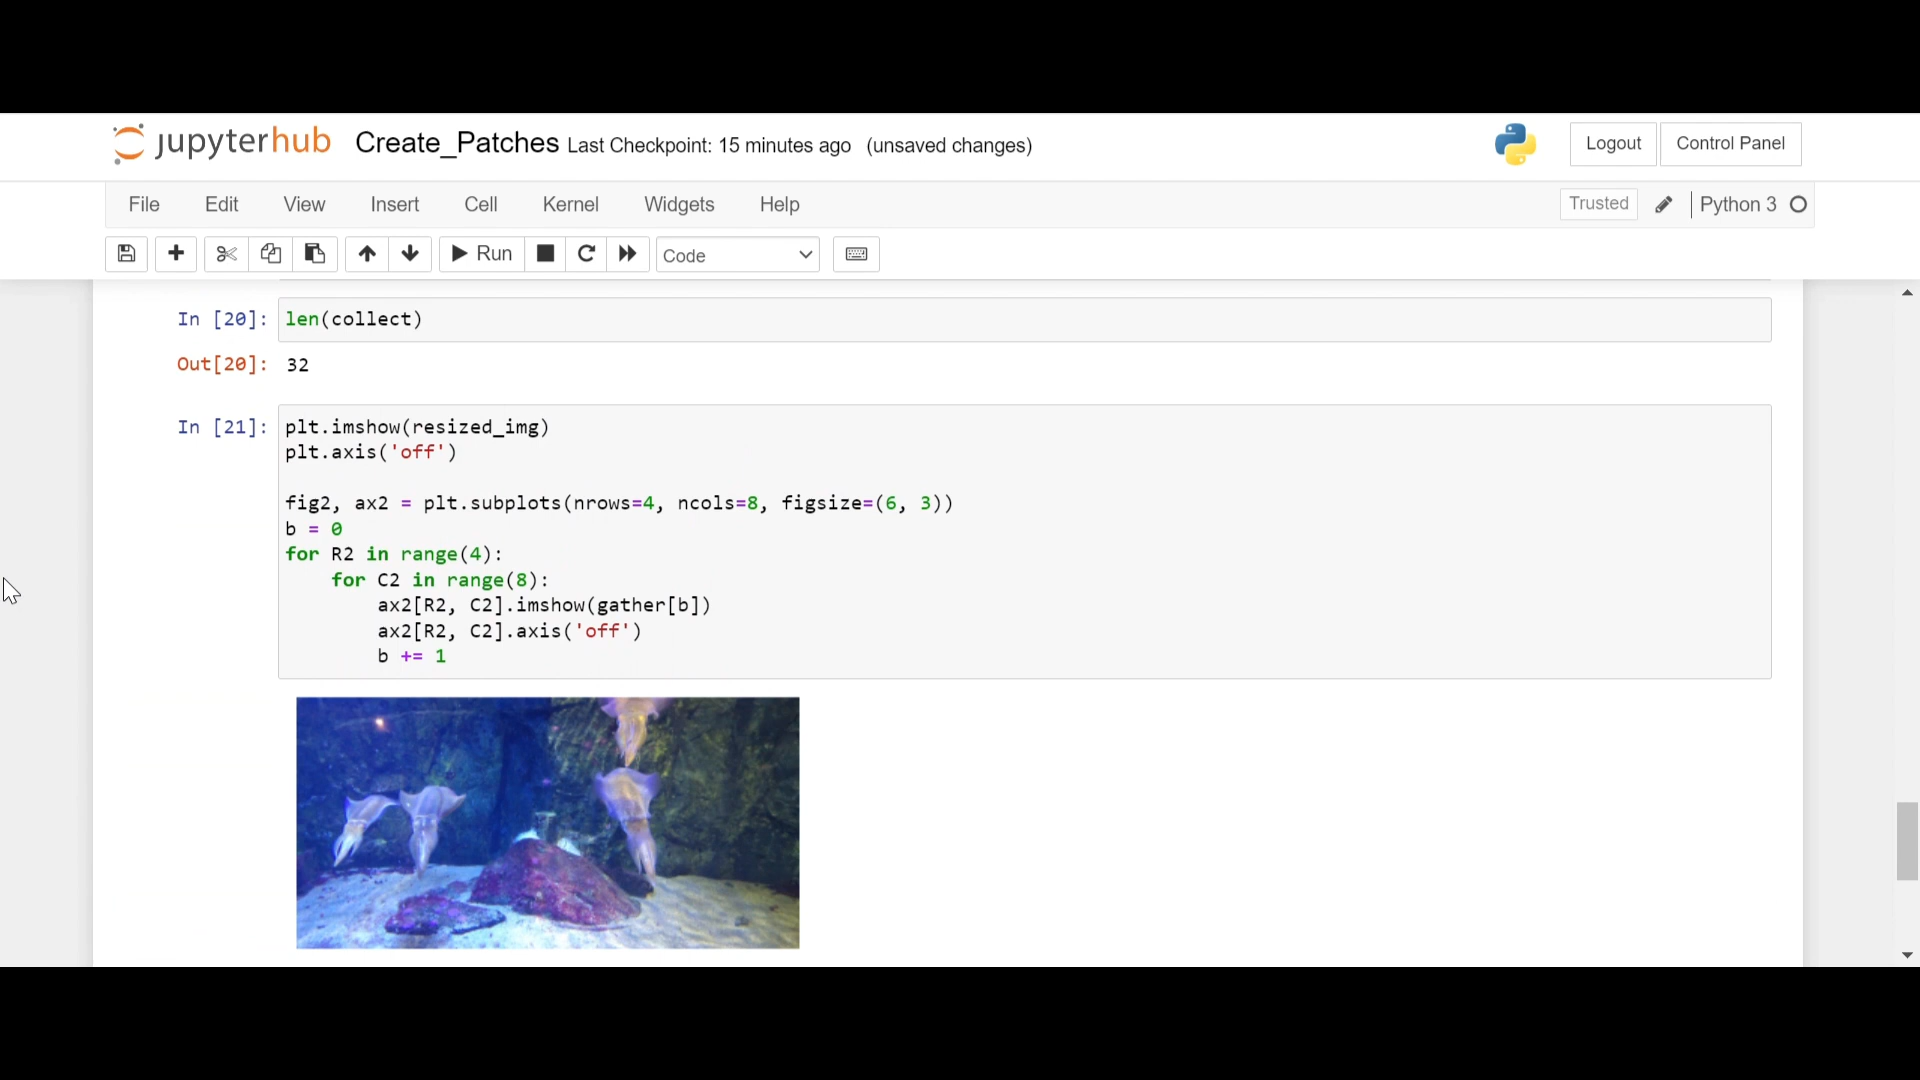 jupyterhub Create_Patches Last Checkpoint: 15 minutes ago (unsaved changes) Logout Control Panel
File Edit View Insert Cell Kernel Widgets Help Trusted Python 3
Run Code
In [20]: len(collect)
Out[20]: 32
In [21]: plt.imshow(resized_img)
plt.axis('off')
fig2, ax2 = plt.subplots(nrows=4, ncols=8, figsize=(6, 3))
b = 0
for R2 in range(4):
    for C2 in range(8):
        ax2[R2, C2].imshow(gather[b])
        ax2[R2, C2].axis('off')
        b += 1